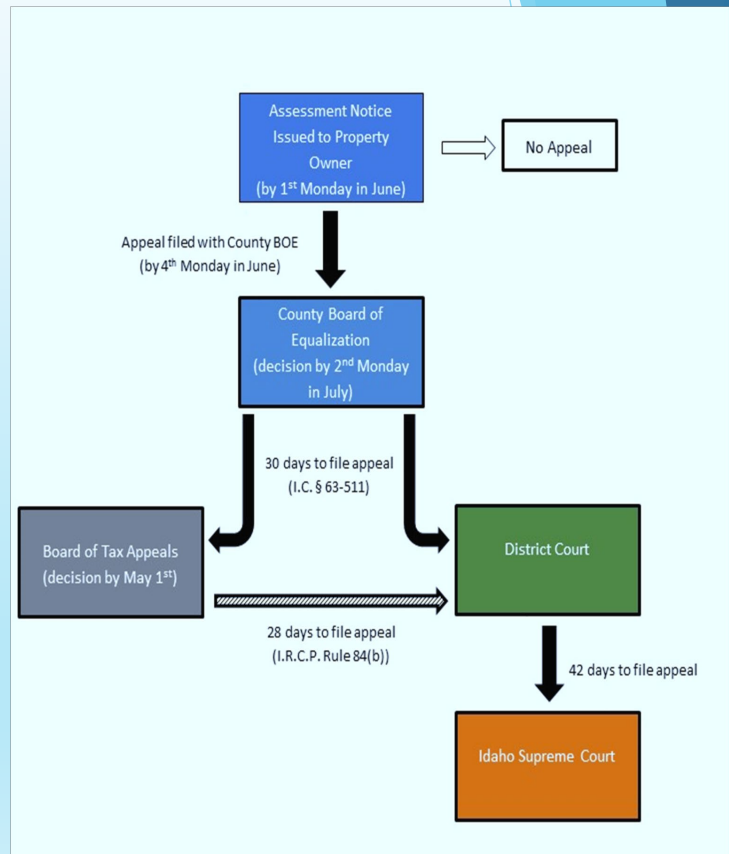 Assessment Notice
Issued to Property
Owner
(by 1st Monday in June)
No Appeal
Appeal filed with County BOE
(by 4th Monday in June)
County Board of
Equalization
(decision by 2nd Monday
in July)
30 days to file appeal
(I.C. § 63-511)
Board of Tax Appeals
(decision by May 1st)
District Court
28 days to file appeal
(I.R.C.P. Rule 84(b))
42 days to file appeal
Idaho Supreme Court